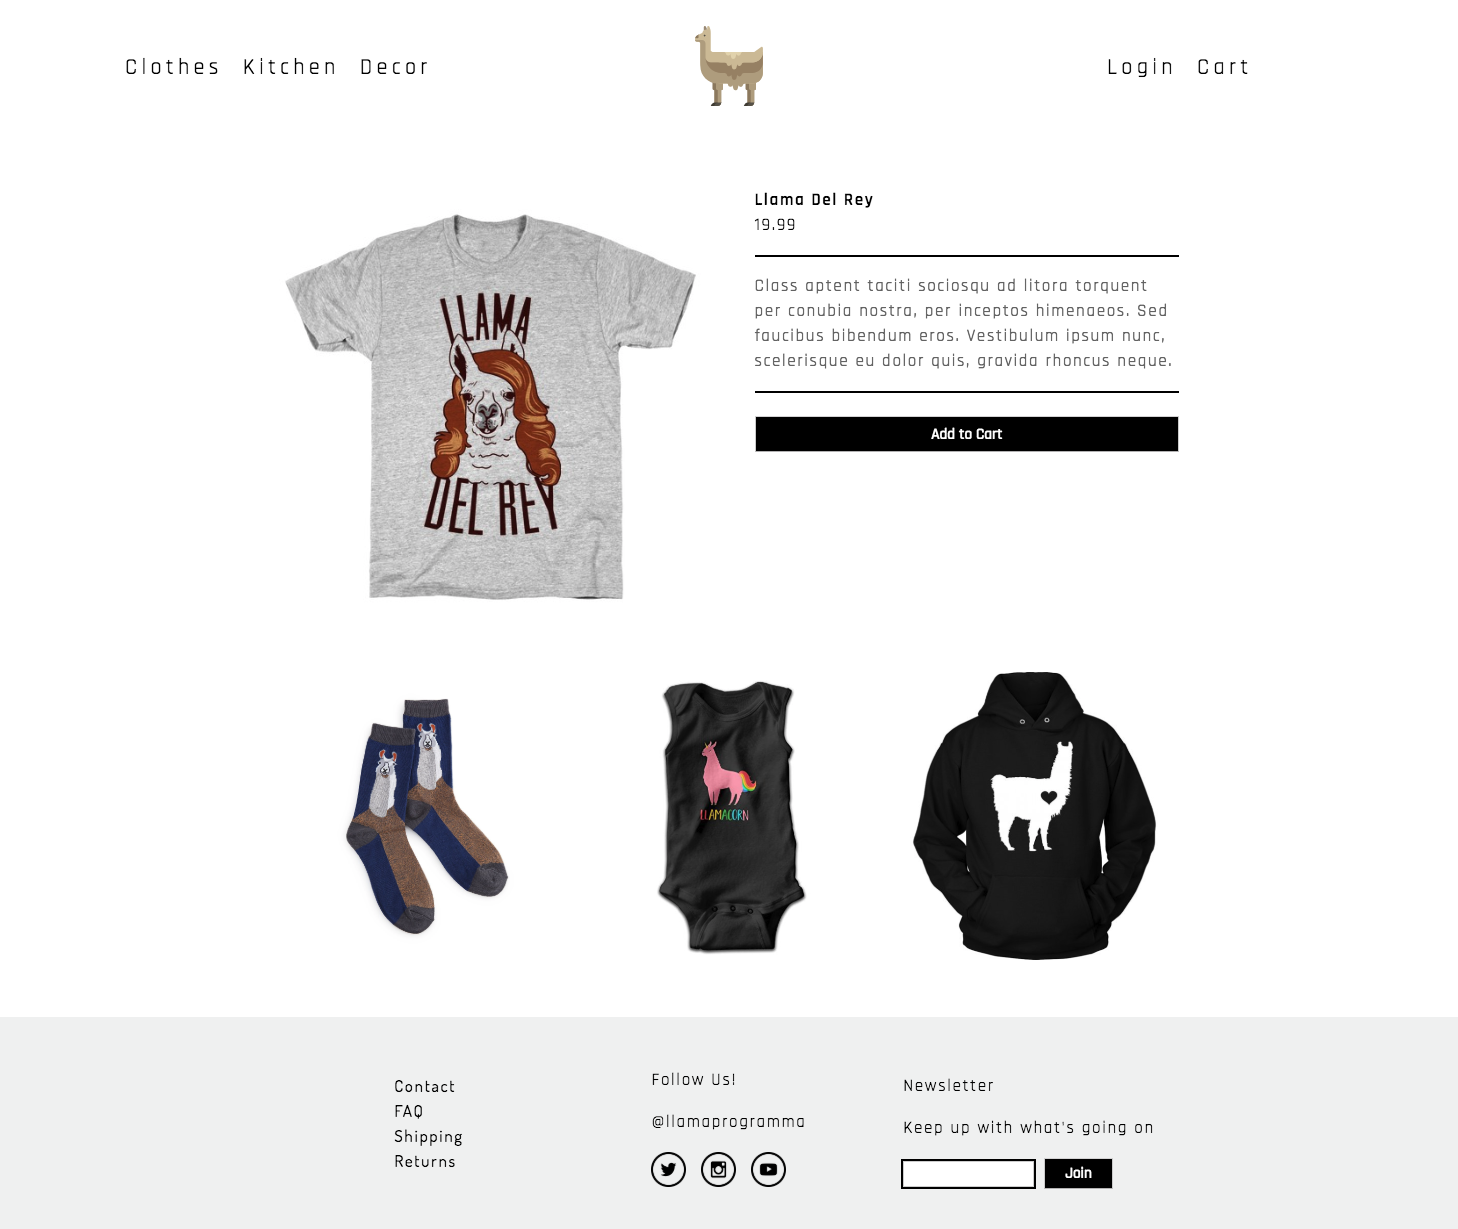 Clothes Kitchen Decor
Login Cart
Llama Del Rey
19.99
Class aptent taciti sociosqu ad litora torquent
per conubia nostra, per inceptos himenaeos. Sed
faucibus bibendum eros. Vestibulum ipsum nunc,
scelerisque eu dolor quis, gravida rhoncus neque.
Add to Cart
LLAMA
DEL REY
LLAMACORN
Contact
FAQ
Shipping
Returns
Follow Us!
@llamaprogramma
Newsletter
Keep up with what's going on
Join